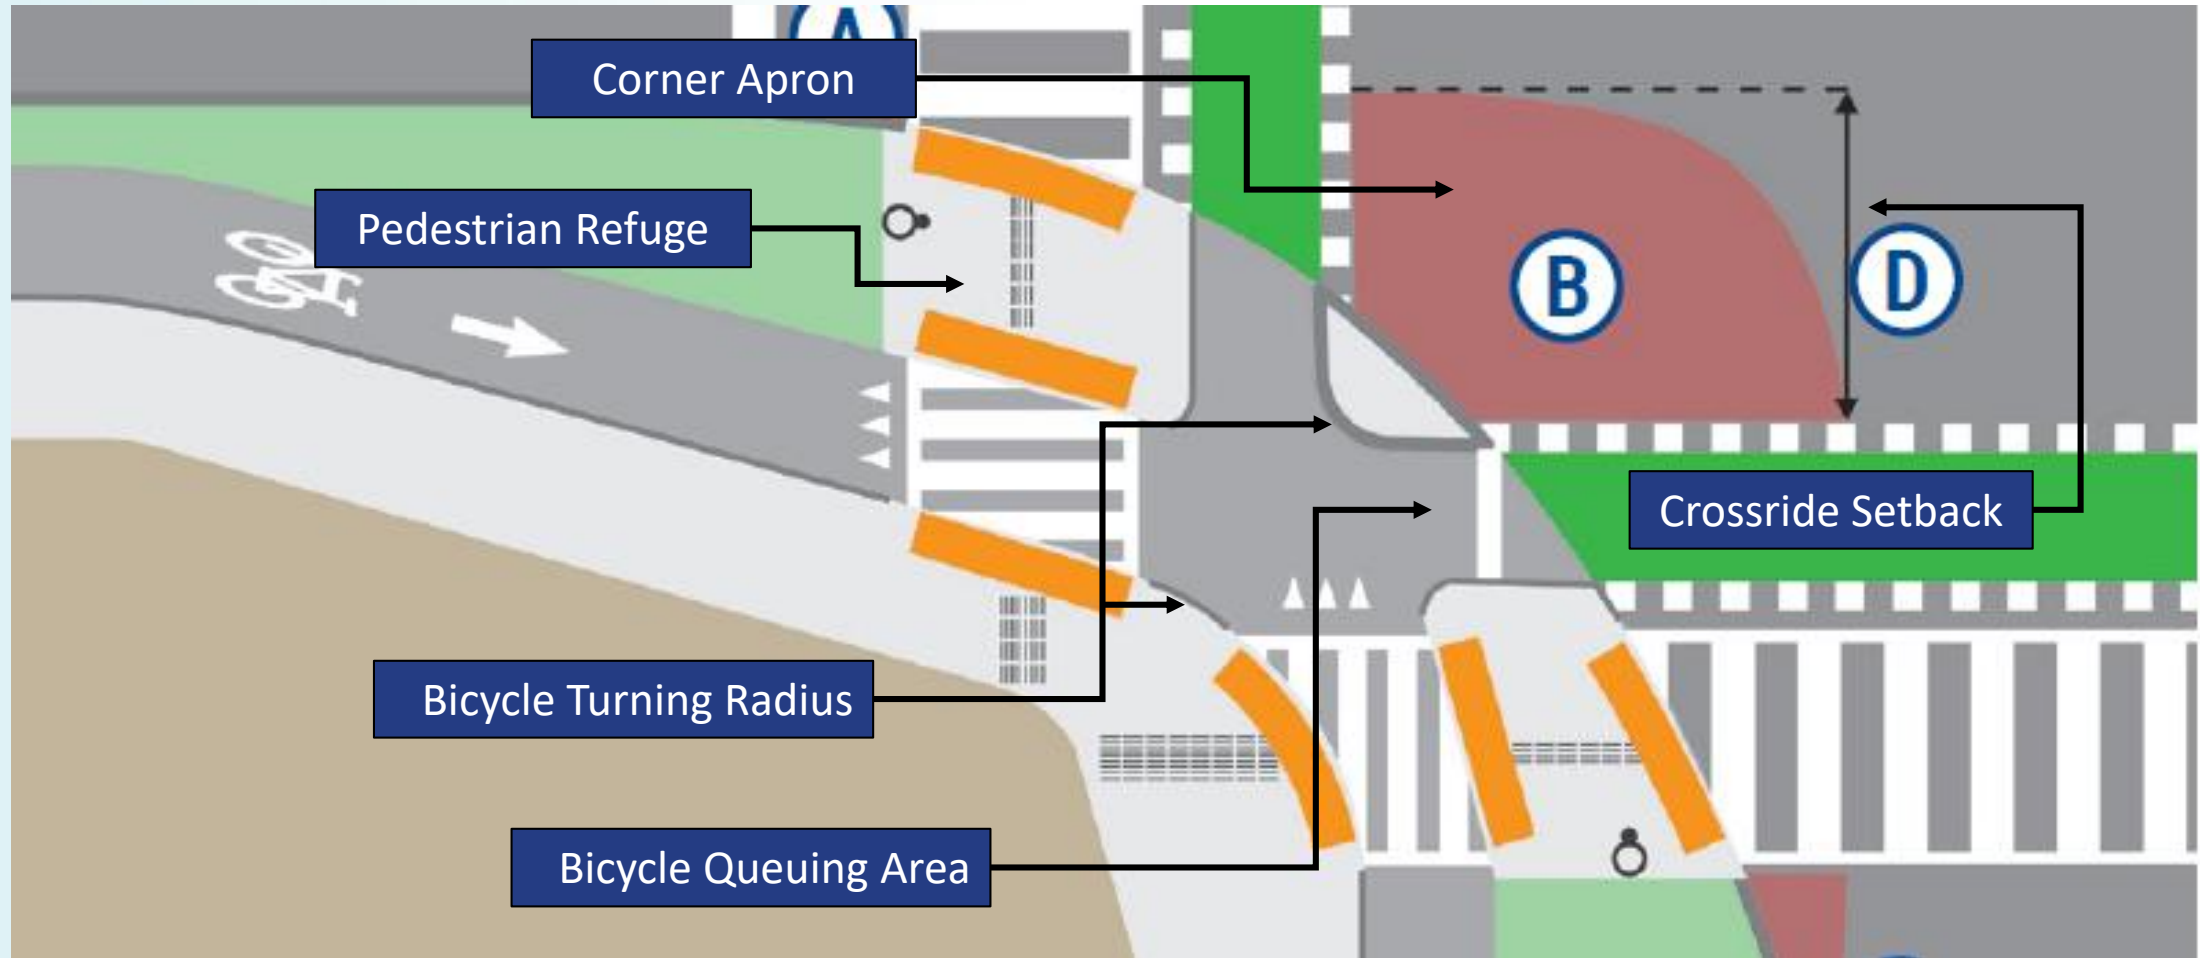 A
Corner Apron
Pedestrian Refuge
B
D
Crossride Setback
Bicycle Turning Radius
Bicycle Queuing Area